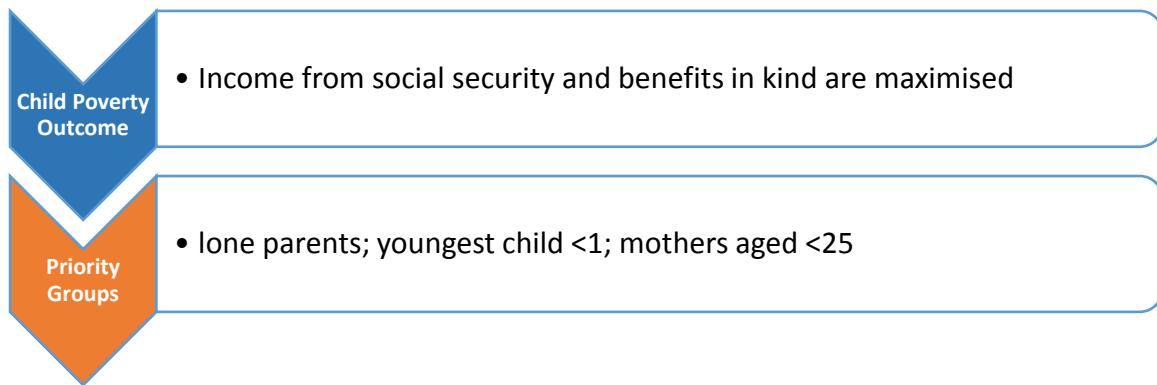 Child Poverty
Outcome
• Income from social security and benefits in kind are maximised
Priority
Groups
• lone parents; youngest child <1; mothers aged <25